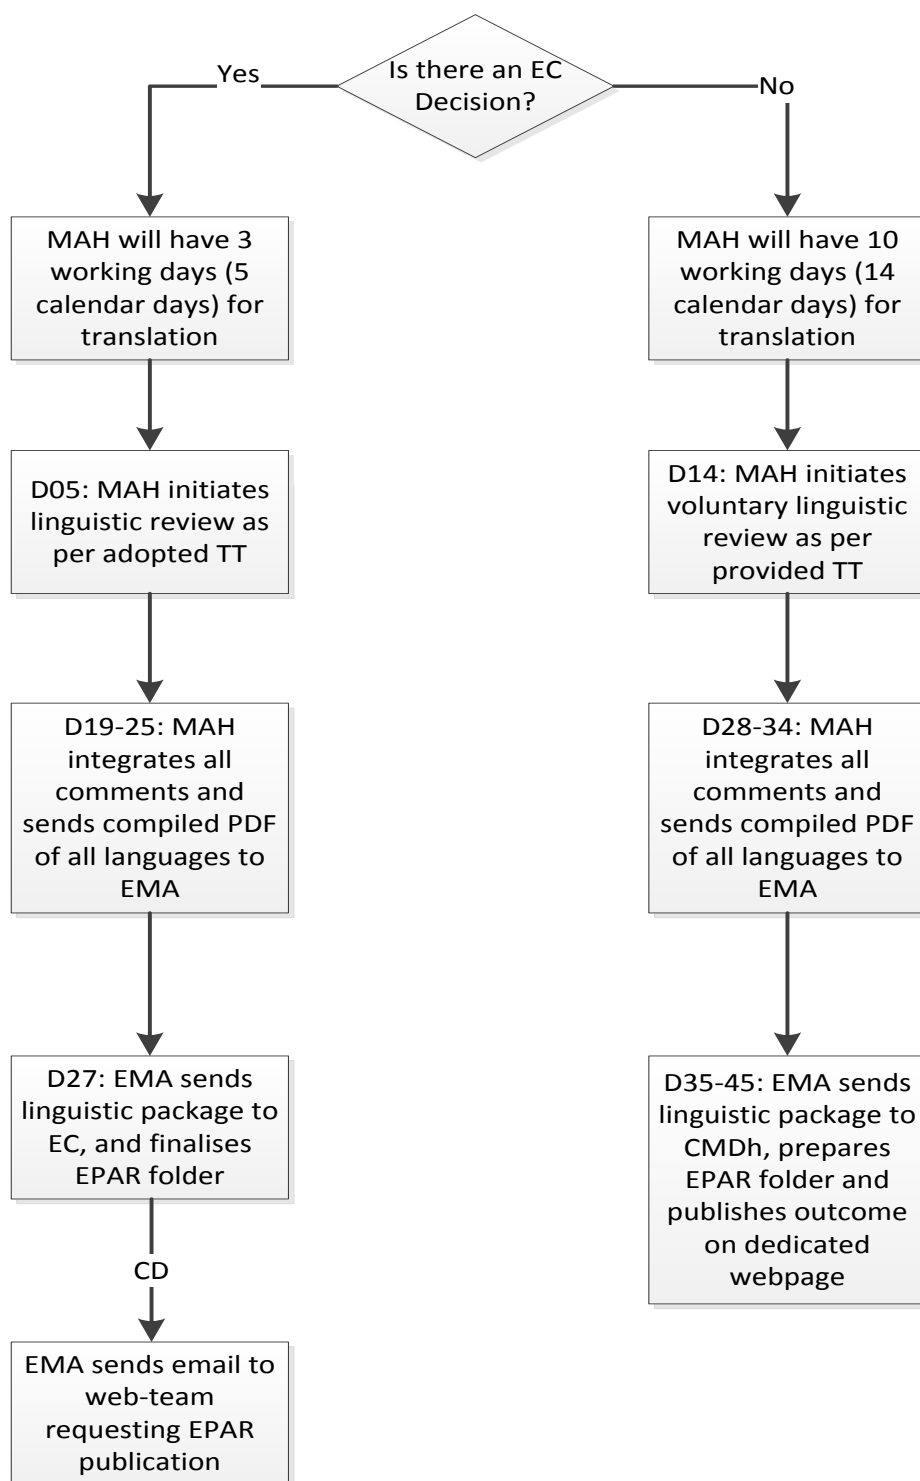 Is there an EC
Decision?
Yes
No
MAH will have 3
working days (5
calendar days) for
translation
MAH will have 10
working days (14
calendar days) for
translation
D05: MAH initiates
linguistic review as
per adopted TT
D14: MAH initiates
voluntary linguistic
review as per
provided TT
D19-25: MAH
integrates all
comments and
sends compiled PDF
of all languages to
EMA
D28-34: MAH
integrates all
comments and
sends compiled PDF
of all languages to
EMA
D27: EMA sends
linguistic package to
EC, and finalises
EPAR folder
D35-45: EMA sends
linguistic package to
CMDh, prepares
EPAR folder and
publishes outcome
on dedicated
webpage
CD
EMA sends email to
web-team
requesting EPAR
publication